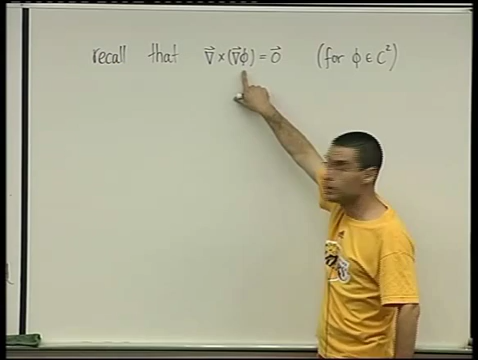 recall that ∇⃗ × (∇⃗ϕ) = 0⃗ (for ϕ ∈ C²)